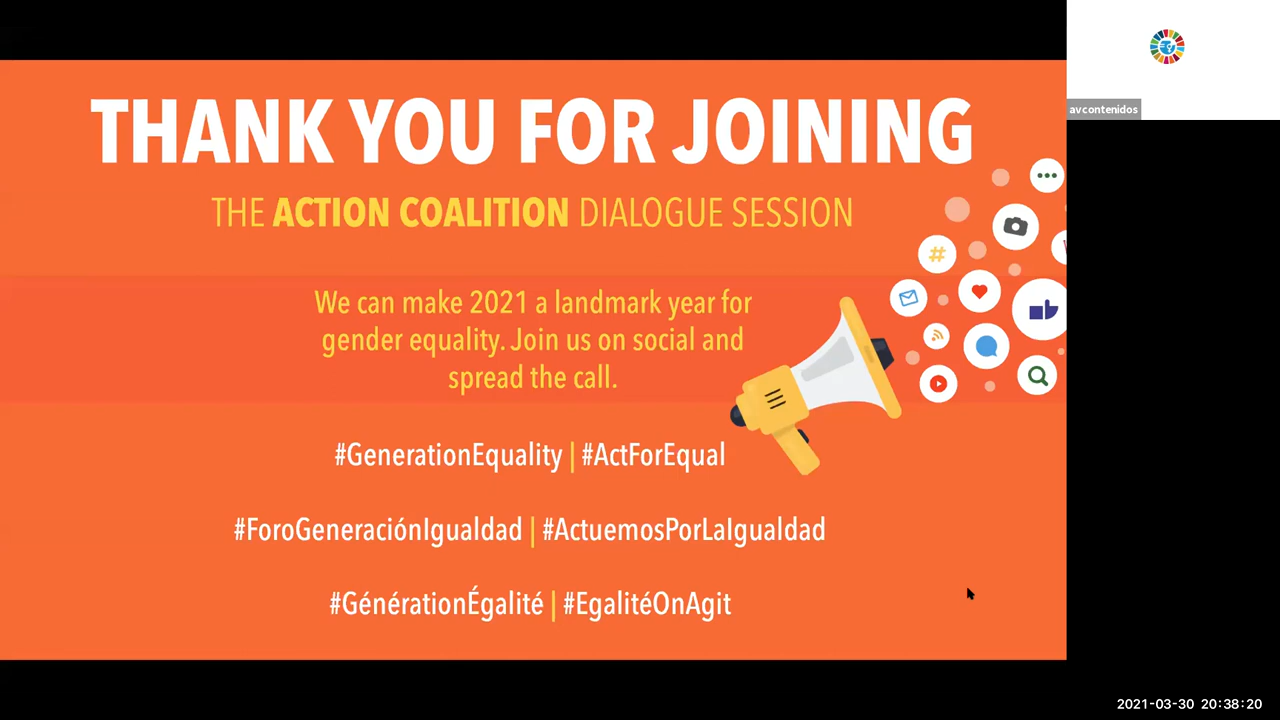 THANK YOU FOR JOINING
THE ACTION COALITION DIALOGUE SESSION
We can make 2021 a landmark year for
gender equality. Join us on social and
spread the call.
#GenerationEquality | #ActForEqual
#ForoGeneraciónIgualdad | #ActuemosPorLaIgualdad
#GénérationÉgalité | #EgalitéOnAgit
avcontenidos
2021-03-30 20:38:20